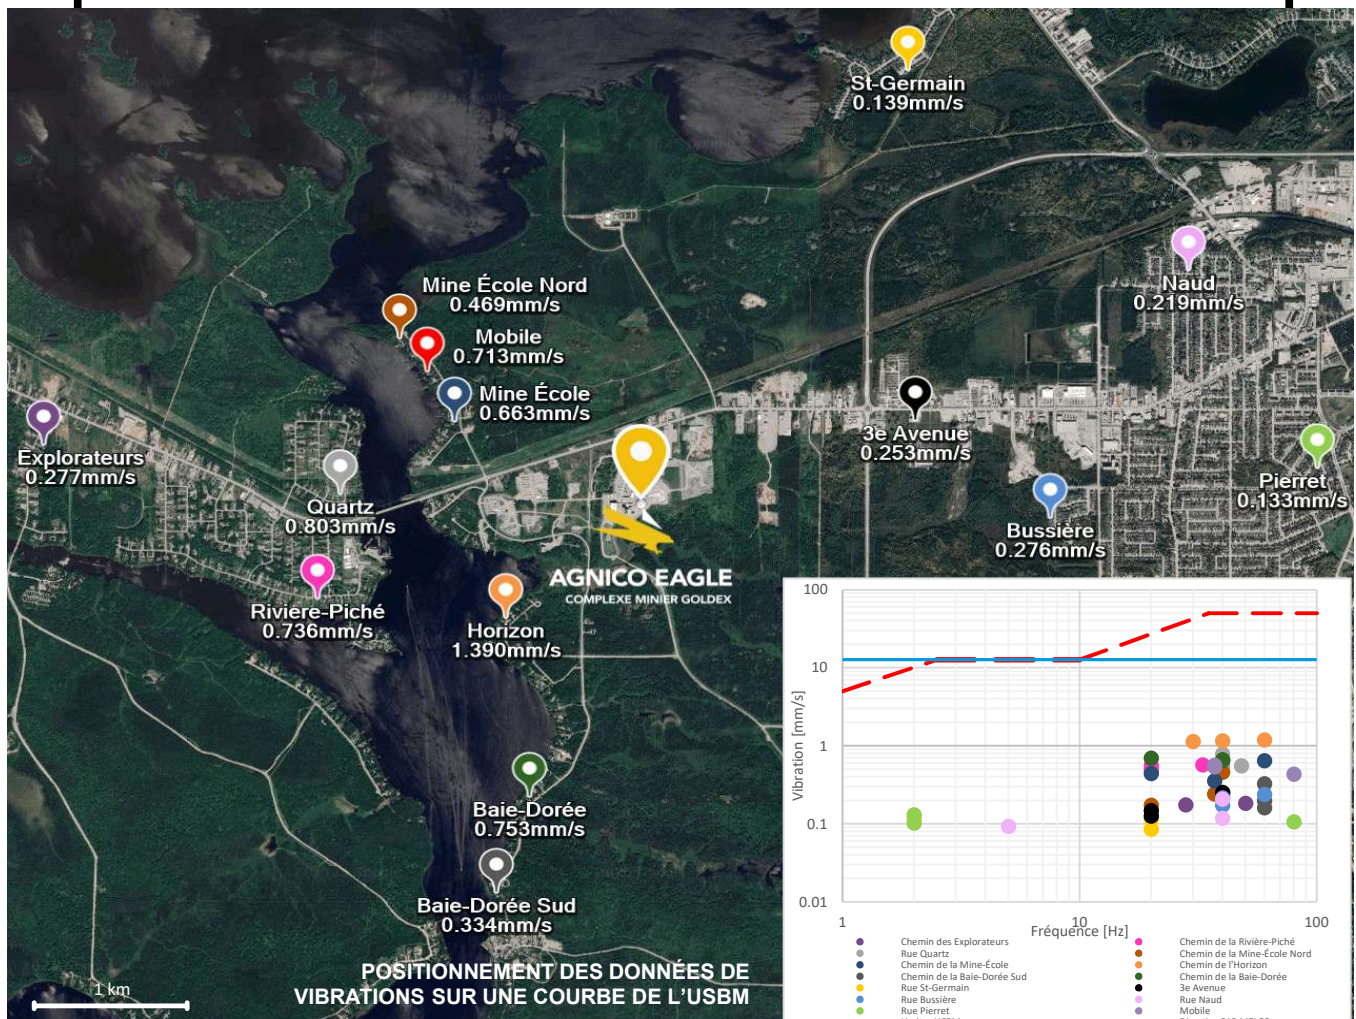 St-Germain
0.139mm/s
Naud
0.219mm/s
Mine École Nord
0.469mm/s
Mobile
0.713mm/s
Mine École
0.663mm/s
Explorateurs
0.277mm/s
Quartz
0.803mm/s
3e Avenue
0.253mm/s
Pierret
0.133mm/s
Bussière
0.276mm/s
AGNICO EAGLE
COMPLEXE MINIER GOLDEX
Riviere-Piché
0.736mm/s
Horizon
1.390mm/s
Baie-Dorée
0.753mm/s
Baie-Dorée Sud
0.334mm/s
1 km
POSITIONNEMENT DES DONNÉES DE
VIBRATIONS SUR UNE COURBE DE L'USBM
Vibration [mm/s]
100
10
1
0.1
0.01
1 10 100
Fréquence [Hz]
Chemin des Explorateurs
Chemin de la Rivière-Piché
Rue Quartz
Chemin de la Mine-École Nord
Chemin de la Mine-École
Chemin de l'Horizon
Chemin de la Baie-Dorée Sud
Chemin de la Baie-Dorée
Rue St-Germain
3e Avenue
Rue Bussière
Rue Naud
Rue Pierret
Mobile